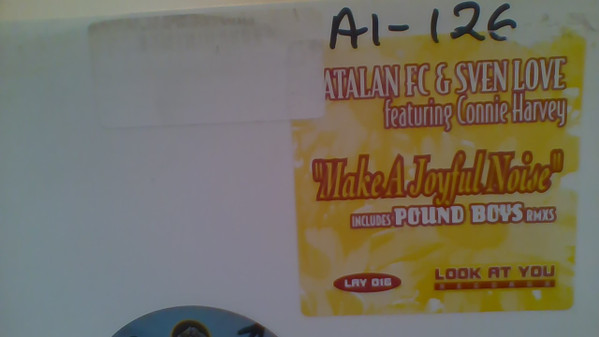 A1-126
ATALAN FC & SVEN LOVE
featuring Connie Harvey
"Make A Joyful Noise"
INCLUDES POUND BOYS RMXS
LAY 016
LOOK AT YOU
RECORDS